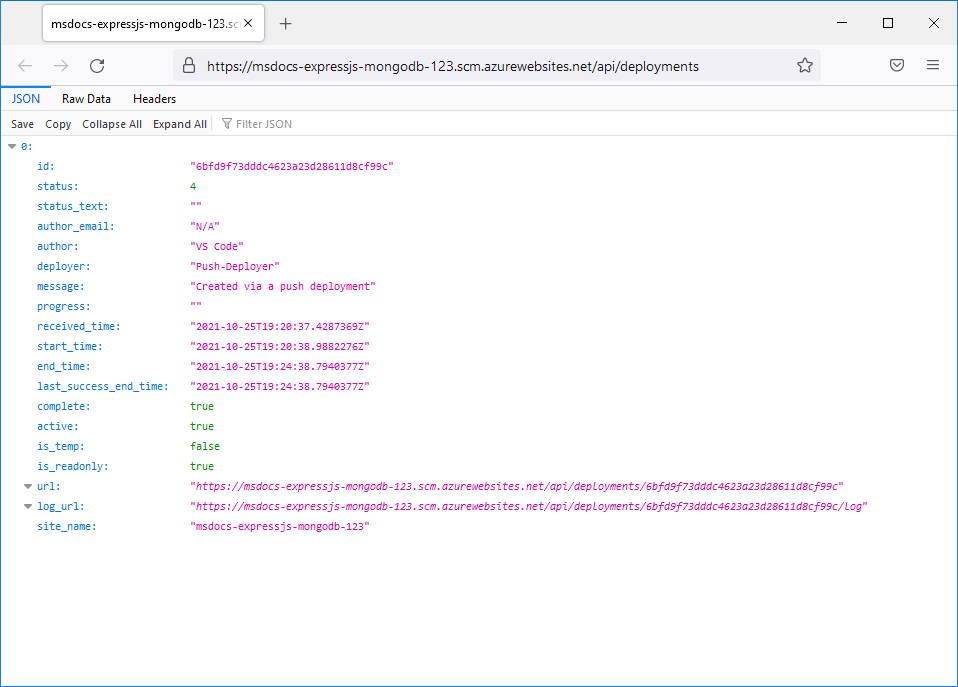 msdocs-expressjs-mongodb-123.sc
https://msdocs-expressjs-mongodb-123.scm.azurewebsites.net/api/deployments
JSON Raw Data Headers
Save Copy Collapse All Expand All Filter JSON
0:
id: "6bfd9f73dddc4623a23d28611d8cf99c"
status: 4
status_text: ""
author_email: "N/A"
author: "VS Code"
deployer: "Push-Deployer"
message: "Created via a push deployment"
progress: ""
received_time: "2021-10-25T19:20:37.4287369Z"
start_time: "2021-10-25T19:20:38.9882276Z"
end_time: "2021-10-25T19:24:38.7940377Z"
last_success_end_time: "2021-10-25T19:24:38.7940377Z"
complete: true
active: true
is_temp: false
is_readonly: true
url: "https://msdocs-expressjs-mongodb-123.scm.azurewebsites.net/api/deployments/6bfd9f73dddc4623a23d28611d8cf99c"
log_url: "https://msdocs-expressjs-mongodb-123.scm.azurewebsites.net/api/deployments/6bfd9f73dddc4623a23d28611d8cf99c/log"
site_name: "msdocs-expressjs-mongodb-123"